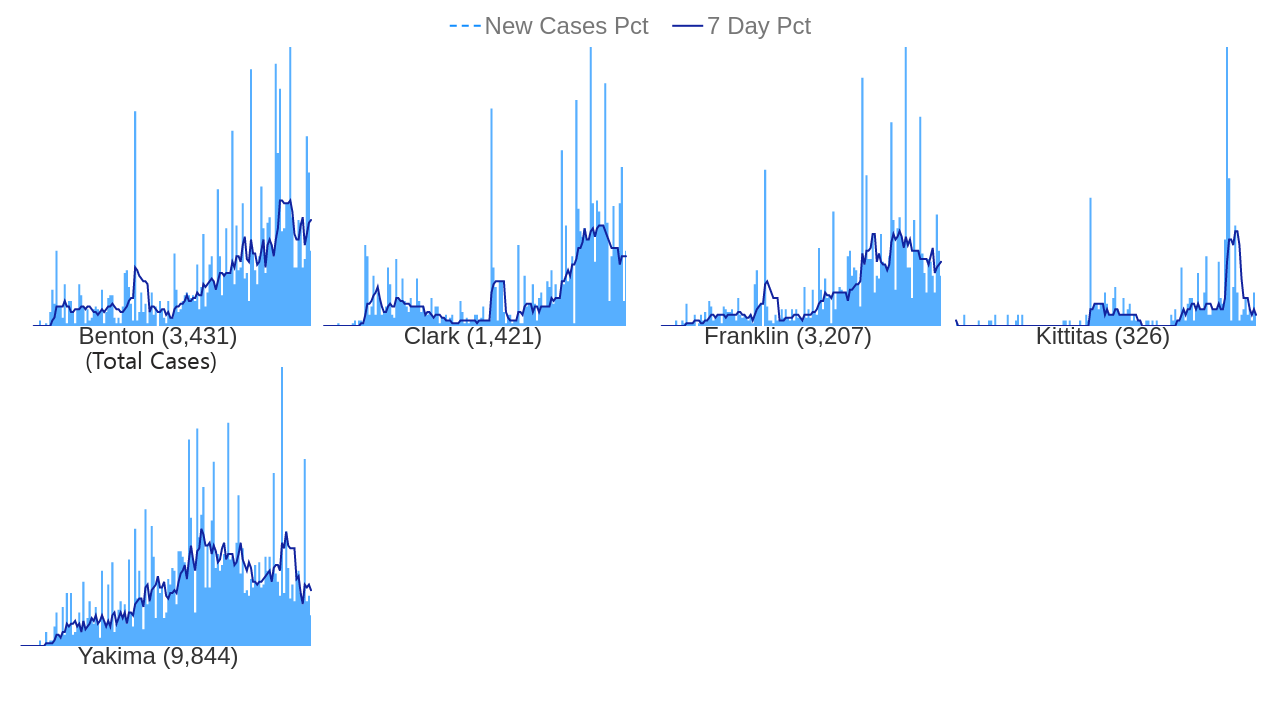 New Cases Pct 7 Day Pct
Benton (3,431) Clark (1,421) Franklin (3,207) Kittitas (326)
(Total Cases)
Yakima (9,844)